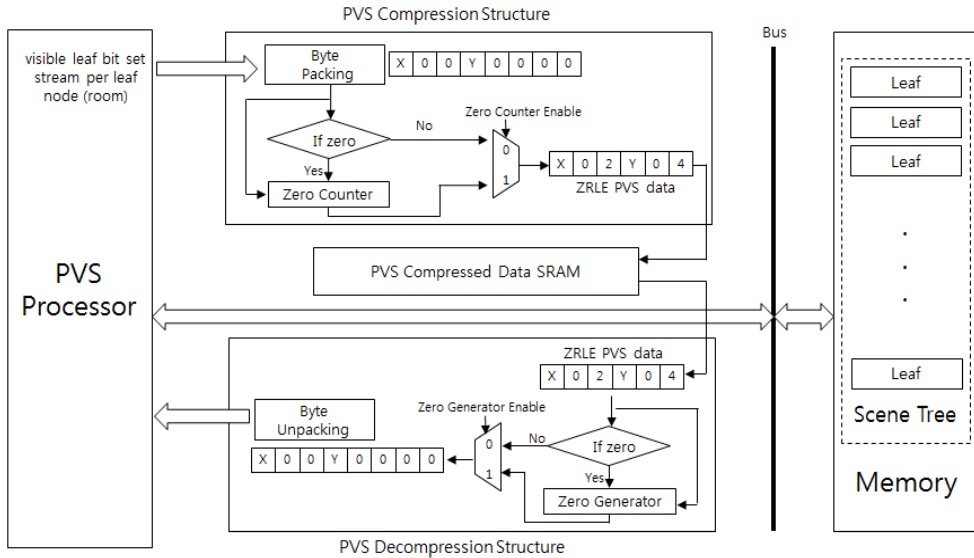 PVS Compression Structure
visible leaf bit set
stream per leaf
node (room)
Byte
Packing
X 0 0 Y 0 0 0 0
If zero
No
Yes
Zero Counter
Zero Counter Enable
0
1
X 0 2 Y 0 4
ZRLE PVS data
PVS Compressed Data SRAM
PVS
Processor
ZRLE PVS data
X 0 2 Y 0 4
If zero
No
Yes
Zero Generator
Zero Generator Enable
0
1
Byte
Unpacking
X 0 0 Y 0 0 0 0
PVS Decompression Structure
Bus
Leaf
Leaf
Leaf
.
.
.
Leaf
Scene Tree
Memory